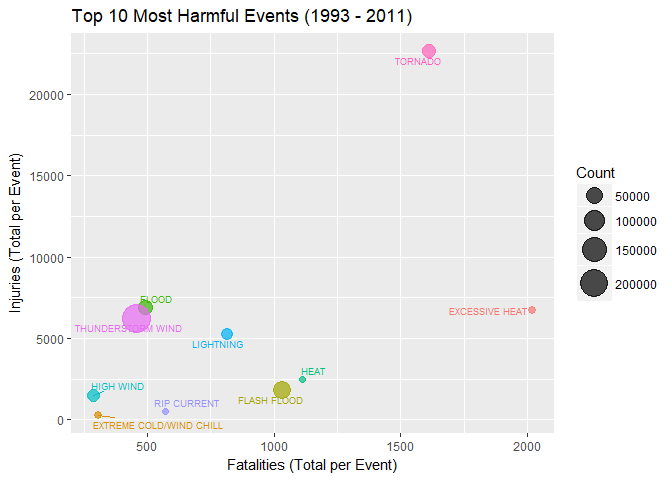 Top 10 Most Harmful Events (1993 - 2011)
TORNADO
20000
15000
10000
5000
0
Injuries (Total per Event)
FLOOD
THUNDERSTORM WIND
EXCESSIVE HEAT
LIGHTNING
HEAT
HIGH WIND
FLASH FLOOD
RIP CURRENT
EXTREME COLD/WIND CHILL
500
1000
1500
2000
Fatalities (Total per Event)
Count
50000
100000
150000
200000